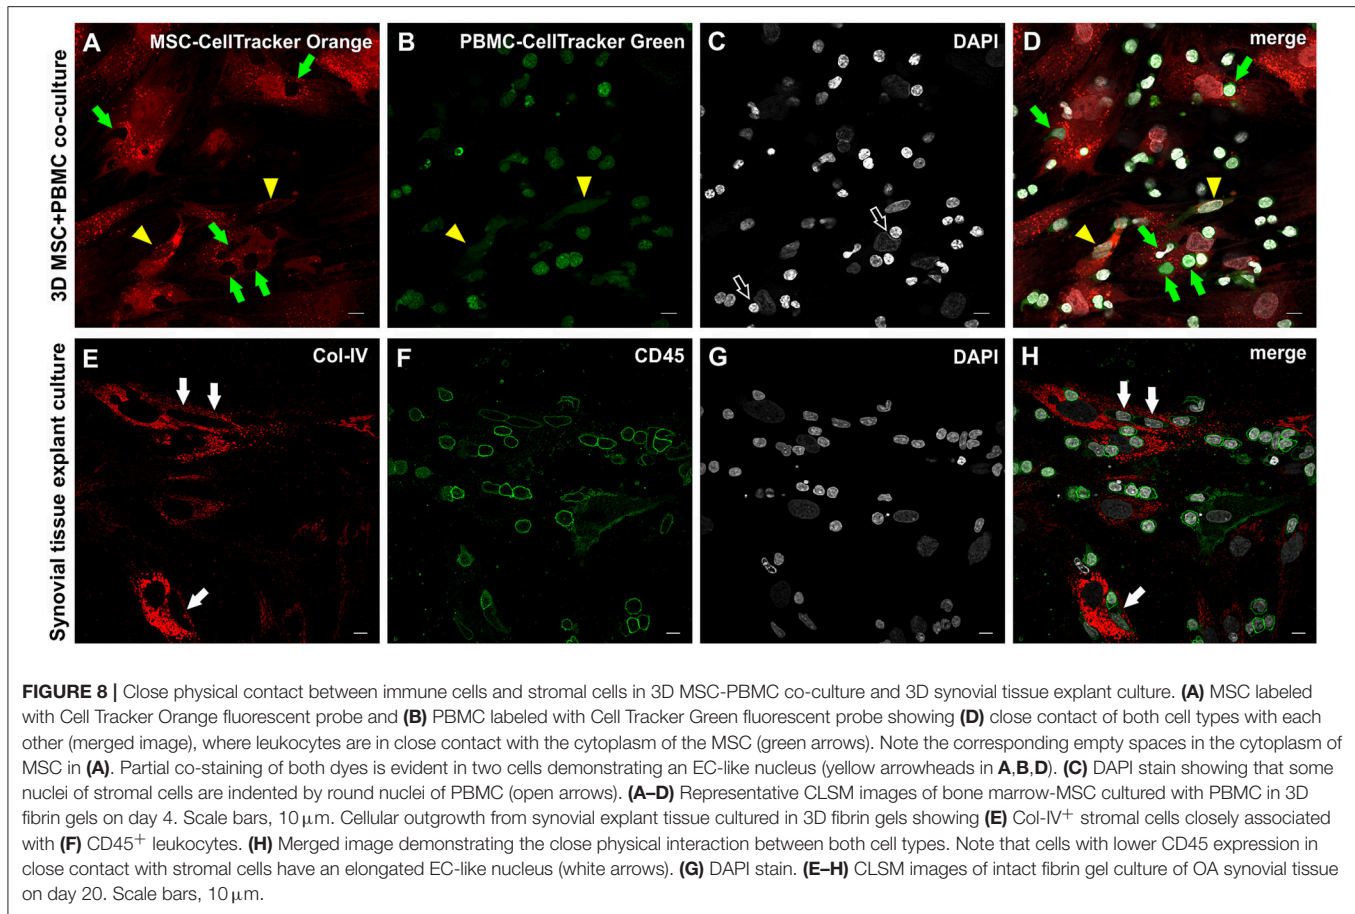 3D MSC+PBMC co-culture
A MSC-CellTracker Orange
B PBMC-CellTracker Green
C DAPI
D merge
Synovial tissue explant culture
E Col-IV
F CD45
G DAPI
H merge
FIGURE 8 | Close physical contact between immune cells and stromal cells in 3D MSC-PBMC co-culture and 3D synovial tissue explant culture. (A) MSC labeled
with Cell Tracker Orange fluorescent probe and (B) PBMC labeled with Cell Tracker Green fluorescent probe showing (D) close contact of both cell types with each
other (merged image), where leukocytes are in close contact with the cytoplasm of the MSC (green arrows). Note the corresponding empty spaces in the cytoplasm of
MSC in (A). Partial co-staining of both dyes is evident in two cells demonstrating an EC-like nucleus (yellow arrowheads in A,B,D). (C) DAPI stain showing that some
nuclei of stromal cells are indented by round nuclei of PBMC (open arrows). (A–D) Representative CLSM images of bone marrow-MSC cultured with PBMC in 3D
fibrin gels on day 4. Scale bars, 10 μm. Cellular outgrowth from synovial explant tissue cultured in 3D fibrin gels showing (E) Col-IV⁺ stromal cells closely associated
with (F) CD45⁺ leukocytes. (H) Merged image demonstrating the close physical interaction between both cell types. Note that cells with lower CD45 expression in
close contact with stromal cells have an elongated EC-like nucleus (white arrows). (G) DAPI stain. (E–H) CLSM images of intact fibrin gel culture of OA synovial tissue
on day 20. Scale bars, 10 μm.